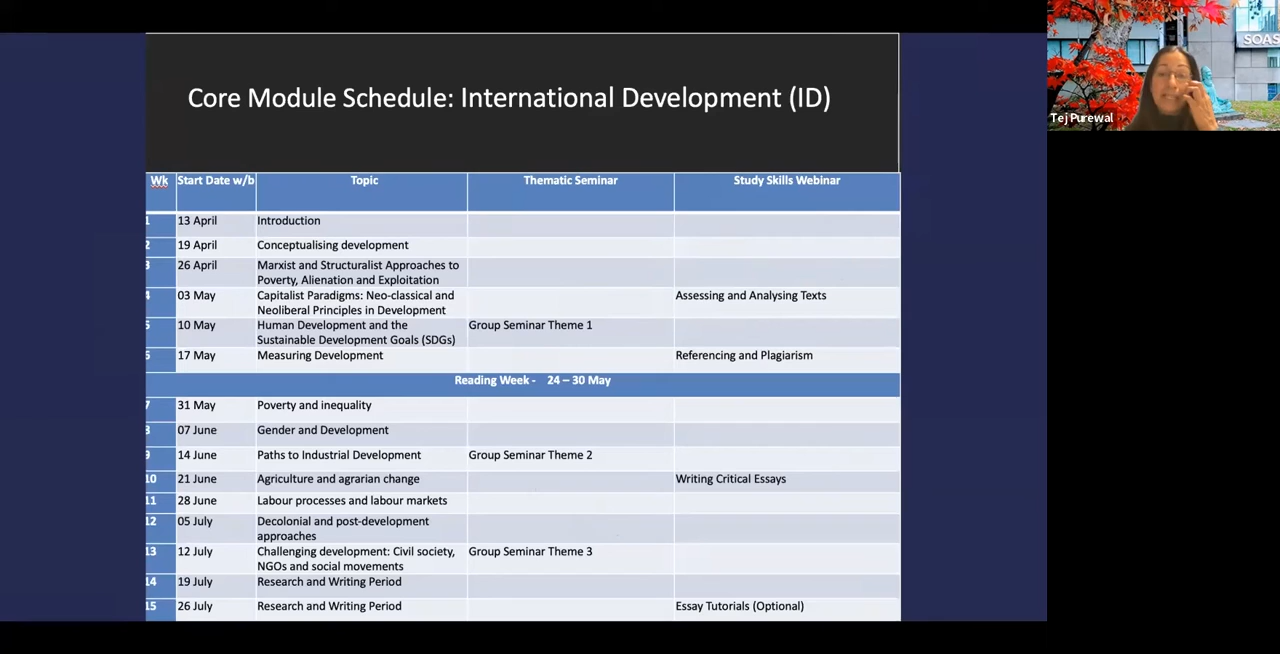 Core Module Schedule: International Development (ID)
SOAS
Tej Purewal
Wk Start Date w/b Topic Thematic Seminar Study Skills Webinar
1 13 April Introduction
2 19 April Conceptualising development
3 26 April Marxist and Structuralist Approaches to
Poverty, Alienation and Exploitation
4 03 May Capitalist Paradigms: Neo-classical and Assessing and Analysing Texts
Neoliberal Principles in Development
5 10 May Human Development and the Group Seminar Theme 1
Sustainable Development Goals (SDGs)
6 17 May Measuring Development Referencing and Plagiarism
Reading Week - 24 – 30 May
7 31 May Poverty and inequality
8 07 June Gender and Development
9 14 June Paths to Industrial Development Group Seminar Theme 2
10 21 June Agriculture and agrarian change Writing Critical Essays
11 28 June Labour processes and labour markets
12 05 July Decolonial and post-development
approaches
13 12 July Challenging development: Civil society, Group Seminar Theme 3
NGOs and social movements
14 19 July Research and Writing Period
15 26 July Research and Writing Period Essay Tutorials (Optional)